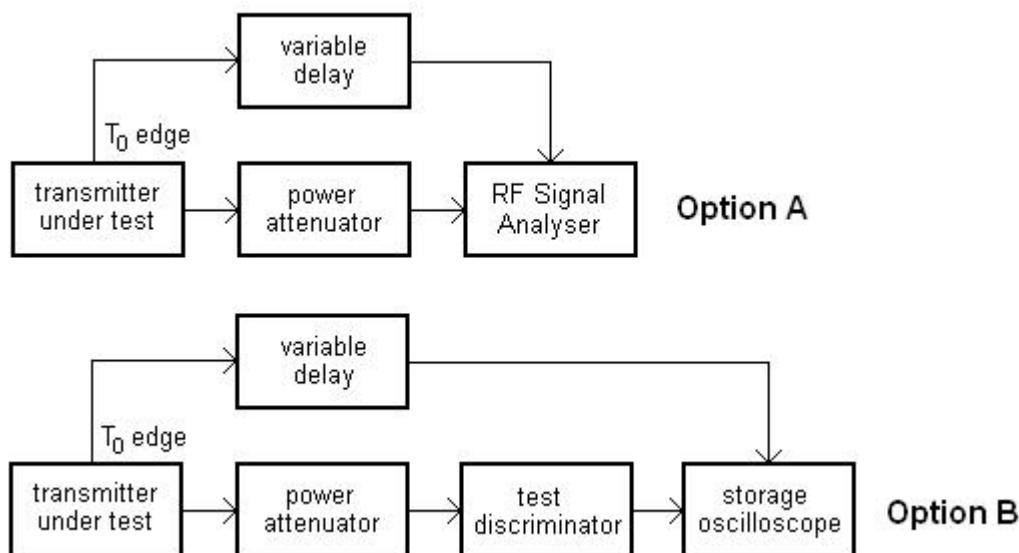 variable
delay
T0 edge
transmitter
under test
power
attenuator
RF Signal
Analyser
Option A
variable
delay
T0 edge
transmitter
under test
power
attenuator
test
discriminator
storage
oscilloscope
Option B